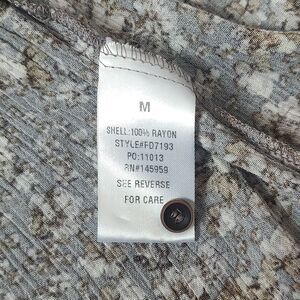 M
SHELL:100% RAYON
STYLE#FD7193
PO:11013
RN#145959
SEE REVERSE
FOR CARE